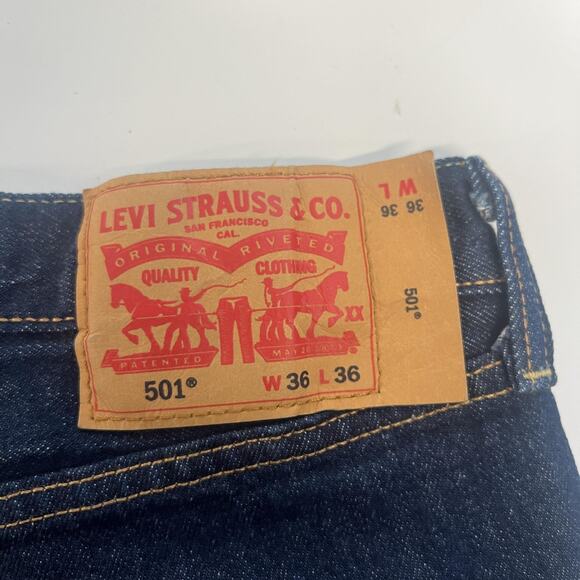 LEVI STRAUSS & CO.
SAN FRANCISCO
CAL.
ORIGINAL RIVETED
QUALITY CLOTHING
XX
PATENTED
501® W 36 L 36
W L
36 36
501®